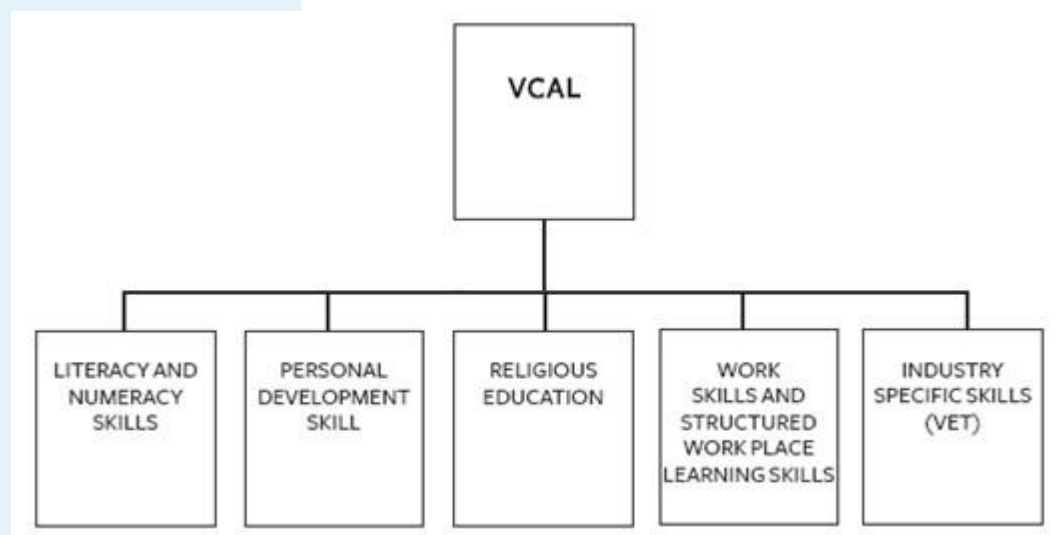 VCAL
LITERACY AND
NUMERACY
SKILLS
PERSONAL
DEVELOPMENT
SKILL
RELIGIOUS
EDUCATION
WORK
SKILLS AND
STRUCTURED
WORK PLACE
LEARNING SKILLS
INDUSTRY
SPECIFIC SKILLS
(VET)